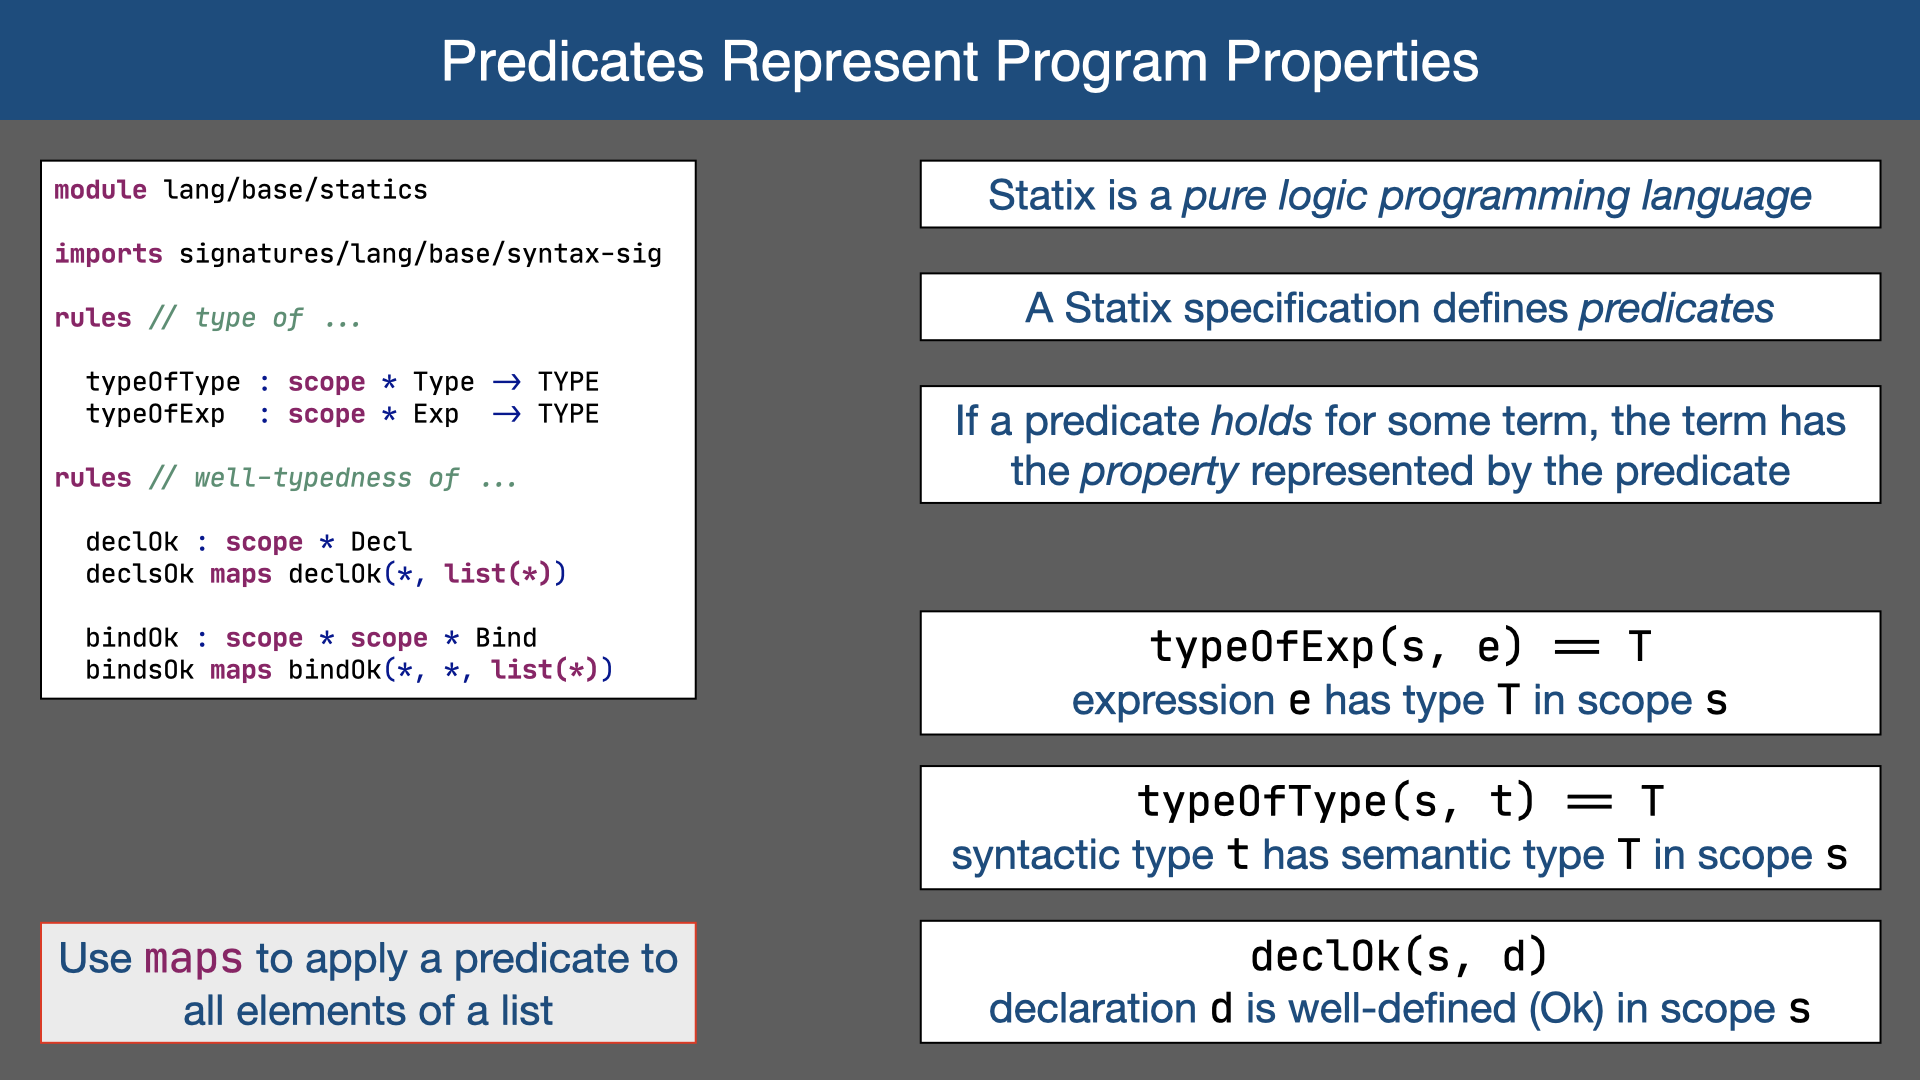 Predicates Represent Program Properties
module lang/base/statics
imports signatures/lang/base/syntax-sig
rules // type of ...
typeOfType : scope * Type → TYPE
typeOfExp  : scope * Exp  → TYPE
rules // well-typedness of ...
declOk : scope * Decl
declsOk maps declOk(*, list(*))
bindOk : scope * scope * Bind
bindsOk maps bindOk(*, *, list(*))
Use maps to apply a predicate to
all elements of a list
Statix is a pure logic programming language
A Statix specification defines predicates
If a predicate holds for some term, the term has
the property represented by the predicate
typeOfExp(s, e) == T
expression e has type T in scope s
typeOfType(s, t) == T
syntactic type t has semantic type T in scope s
declOk(s, d)
declaration d is well-defined (Ok) in scope s